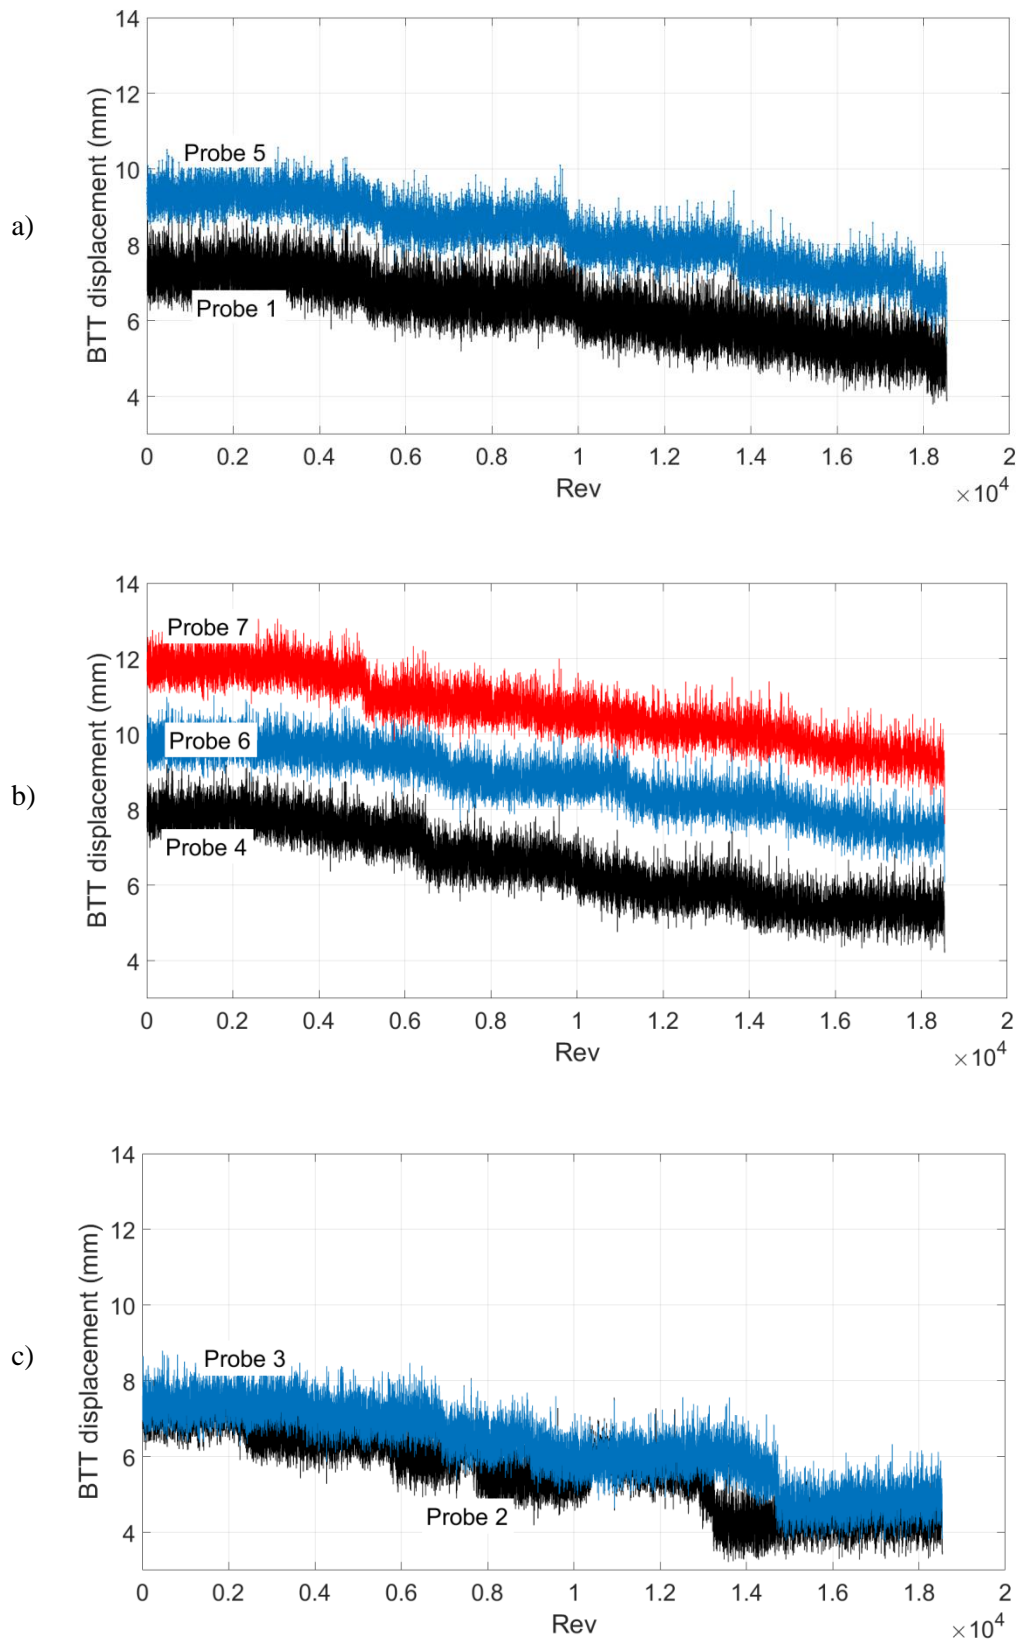 a)
BTT displacement (mm)
14
12
10
8
6
4
Probe 5
Probe 1
0 0.2 0.4 0.6 0.8 1 1.2 1.4 1.6 1.8 2
Rev
×10⁴
b)
BTT displacement (mm)
14
12
10
8
6
4
Probe 7
Probe 6
Probe 4
0 0.2 0.4 0.6 0.8 1 1.2 1.4 1.6 1.8 2
Rev
×10⁴
c)
BTT displacement (mm)
14
12
10
8
6
4
Probe 3
Probe 2
0 0.2 0.4 0.6 0.8 1 1.2 1.4 1.6 1.8 2
Rev
×10⁴